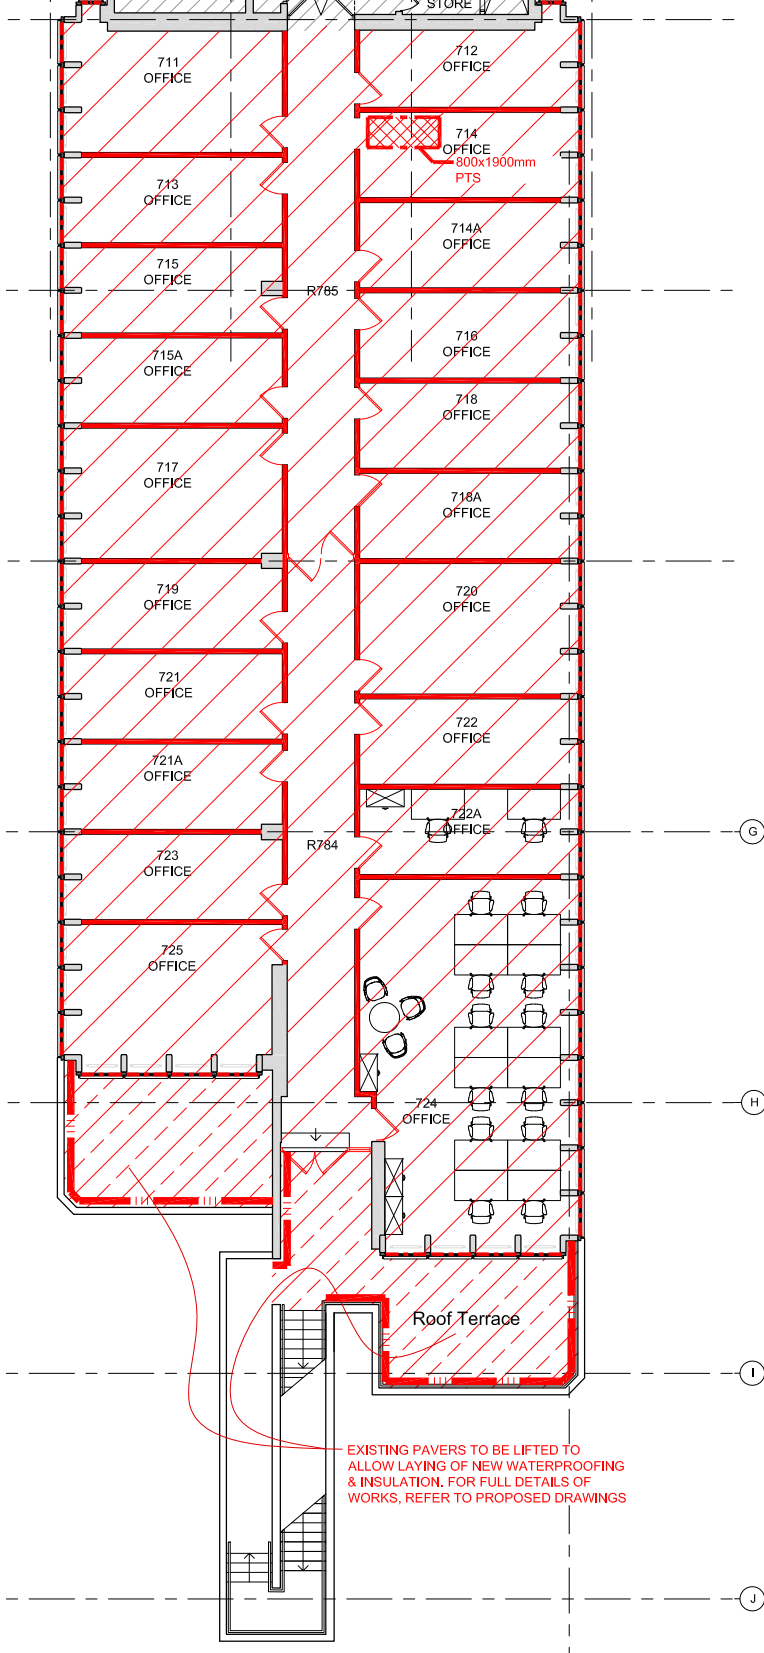 STORE
711
OFFICE
712
OFFICE
714
OFFICE
800x1900mm
PTS
713
OFFICE
714A
OFFICE
715
OFFICE
R785
716
OFFICE
715A
OFFICE
718
OFFICE
717
OFFICE
718A
OFFICE
719
OFFICE
720
OFFICE
721
OFFICE
722
OFFICE
721A
OFFICE
722A
OFFICE
G
R784
723
OFFICE
725
OFFICE
724
OFFICE
H
Roof Terrace
I
EXISTING PAVERS TO BE LIFTED TO
ALLOW LAYING OF NEW WATERPROOFING
& INSULATION. FOR FULL DETAILS OF
WORKS, REFER TO PROPOSED DRAWINGS
J